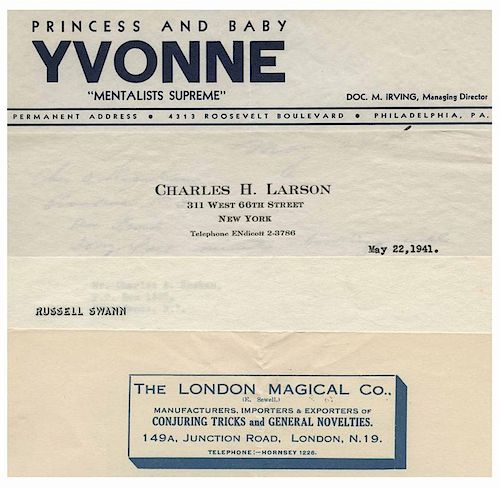 PRINCESS AND BABY
YVONNE
"MENTALISTS SUPREME"
DOC. M. IRVING, Managing Director
PERMANENT ADDRESS • 4313 ROOSEVELT BOULEVARD • PHILADELPHIA, PA.
CHARLES H. LARSON
311 WEST 66TH STREET
NEW YORK
Telephone ENdicott 2-3786
May 22,1941.
Mr. Charles
RUSSELL SWANN
THE LONDON MAGICAL CO.,
(E. Sewell.)
MANUFACTURERS, IMPORTERS & EXPORTERS OF
CONJURING TRICKS and GENERAL NOVELTIES.
149A, JUNCTION ROAD, LONDON, N.19.
TELEPHONE:—HORNSEY 1226.